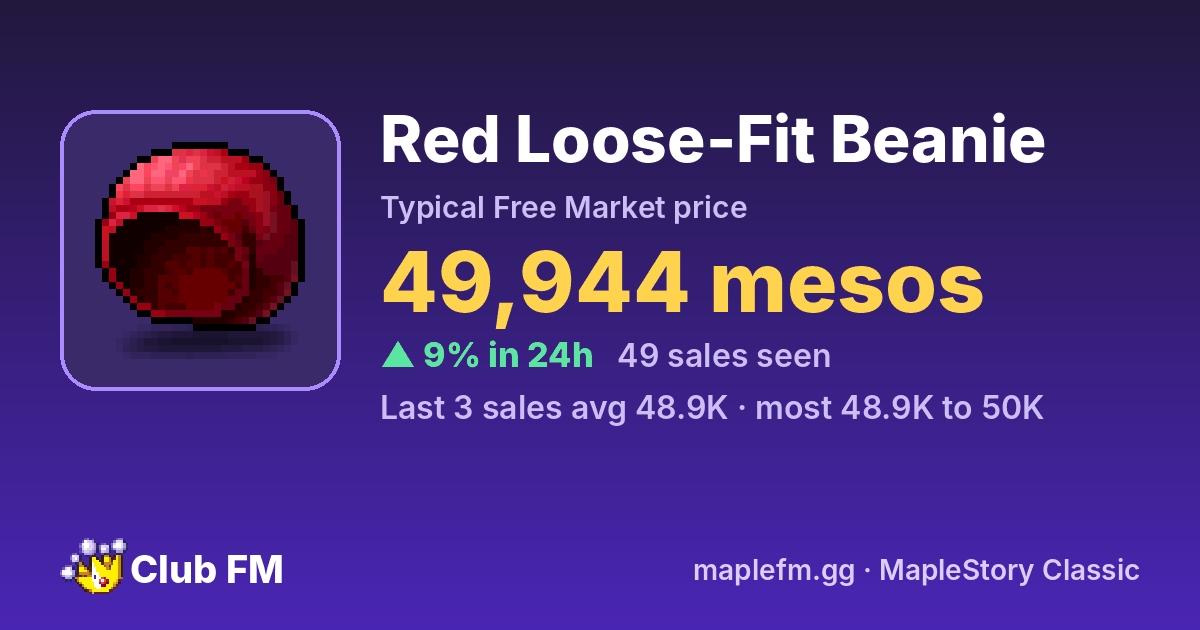 Red Loose-Fit Beanie
Typical Free Market price
49,944 mesos
▲ 9% in 24h 49 sales seen
Last 3 sales avg 48.9K · most 48.9K to 50K
Club FM
maplefm.gg · MapleStory Classic